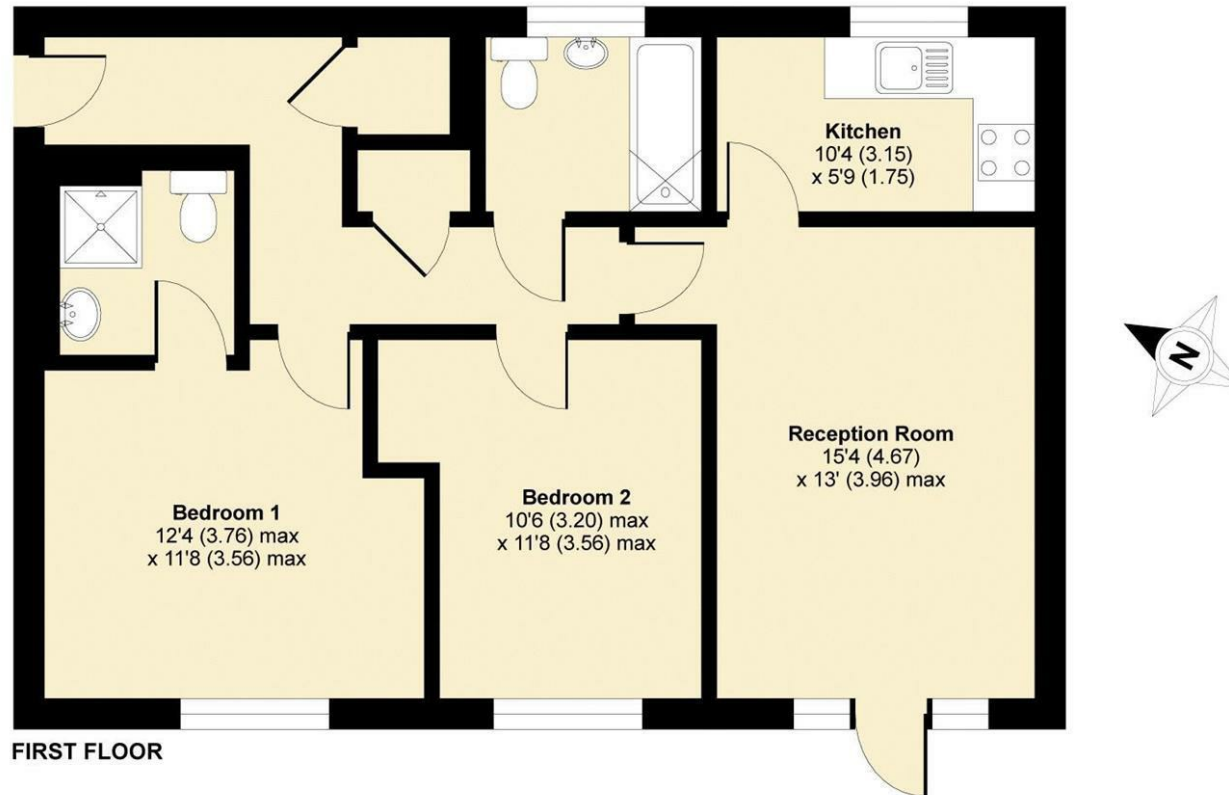 Kitchen
10'4 (3.15)
x 5'9 (1.75)
Reception Room
15'4 (4.67)
x 13' (3.96) max
Bedroom 1
12'4 (3.76) max
x 11'8 (3.56) max
Bedroom 2
10'6 (3.20) max
x 11'8 (3.56) max
N
FIRST FLOOR